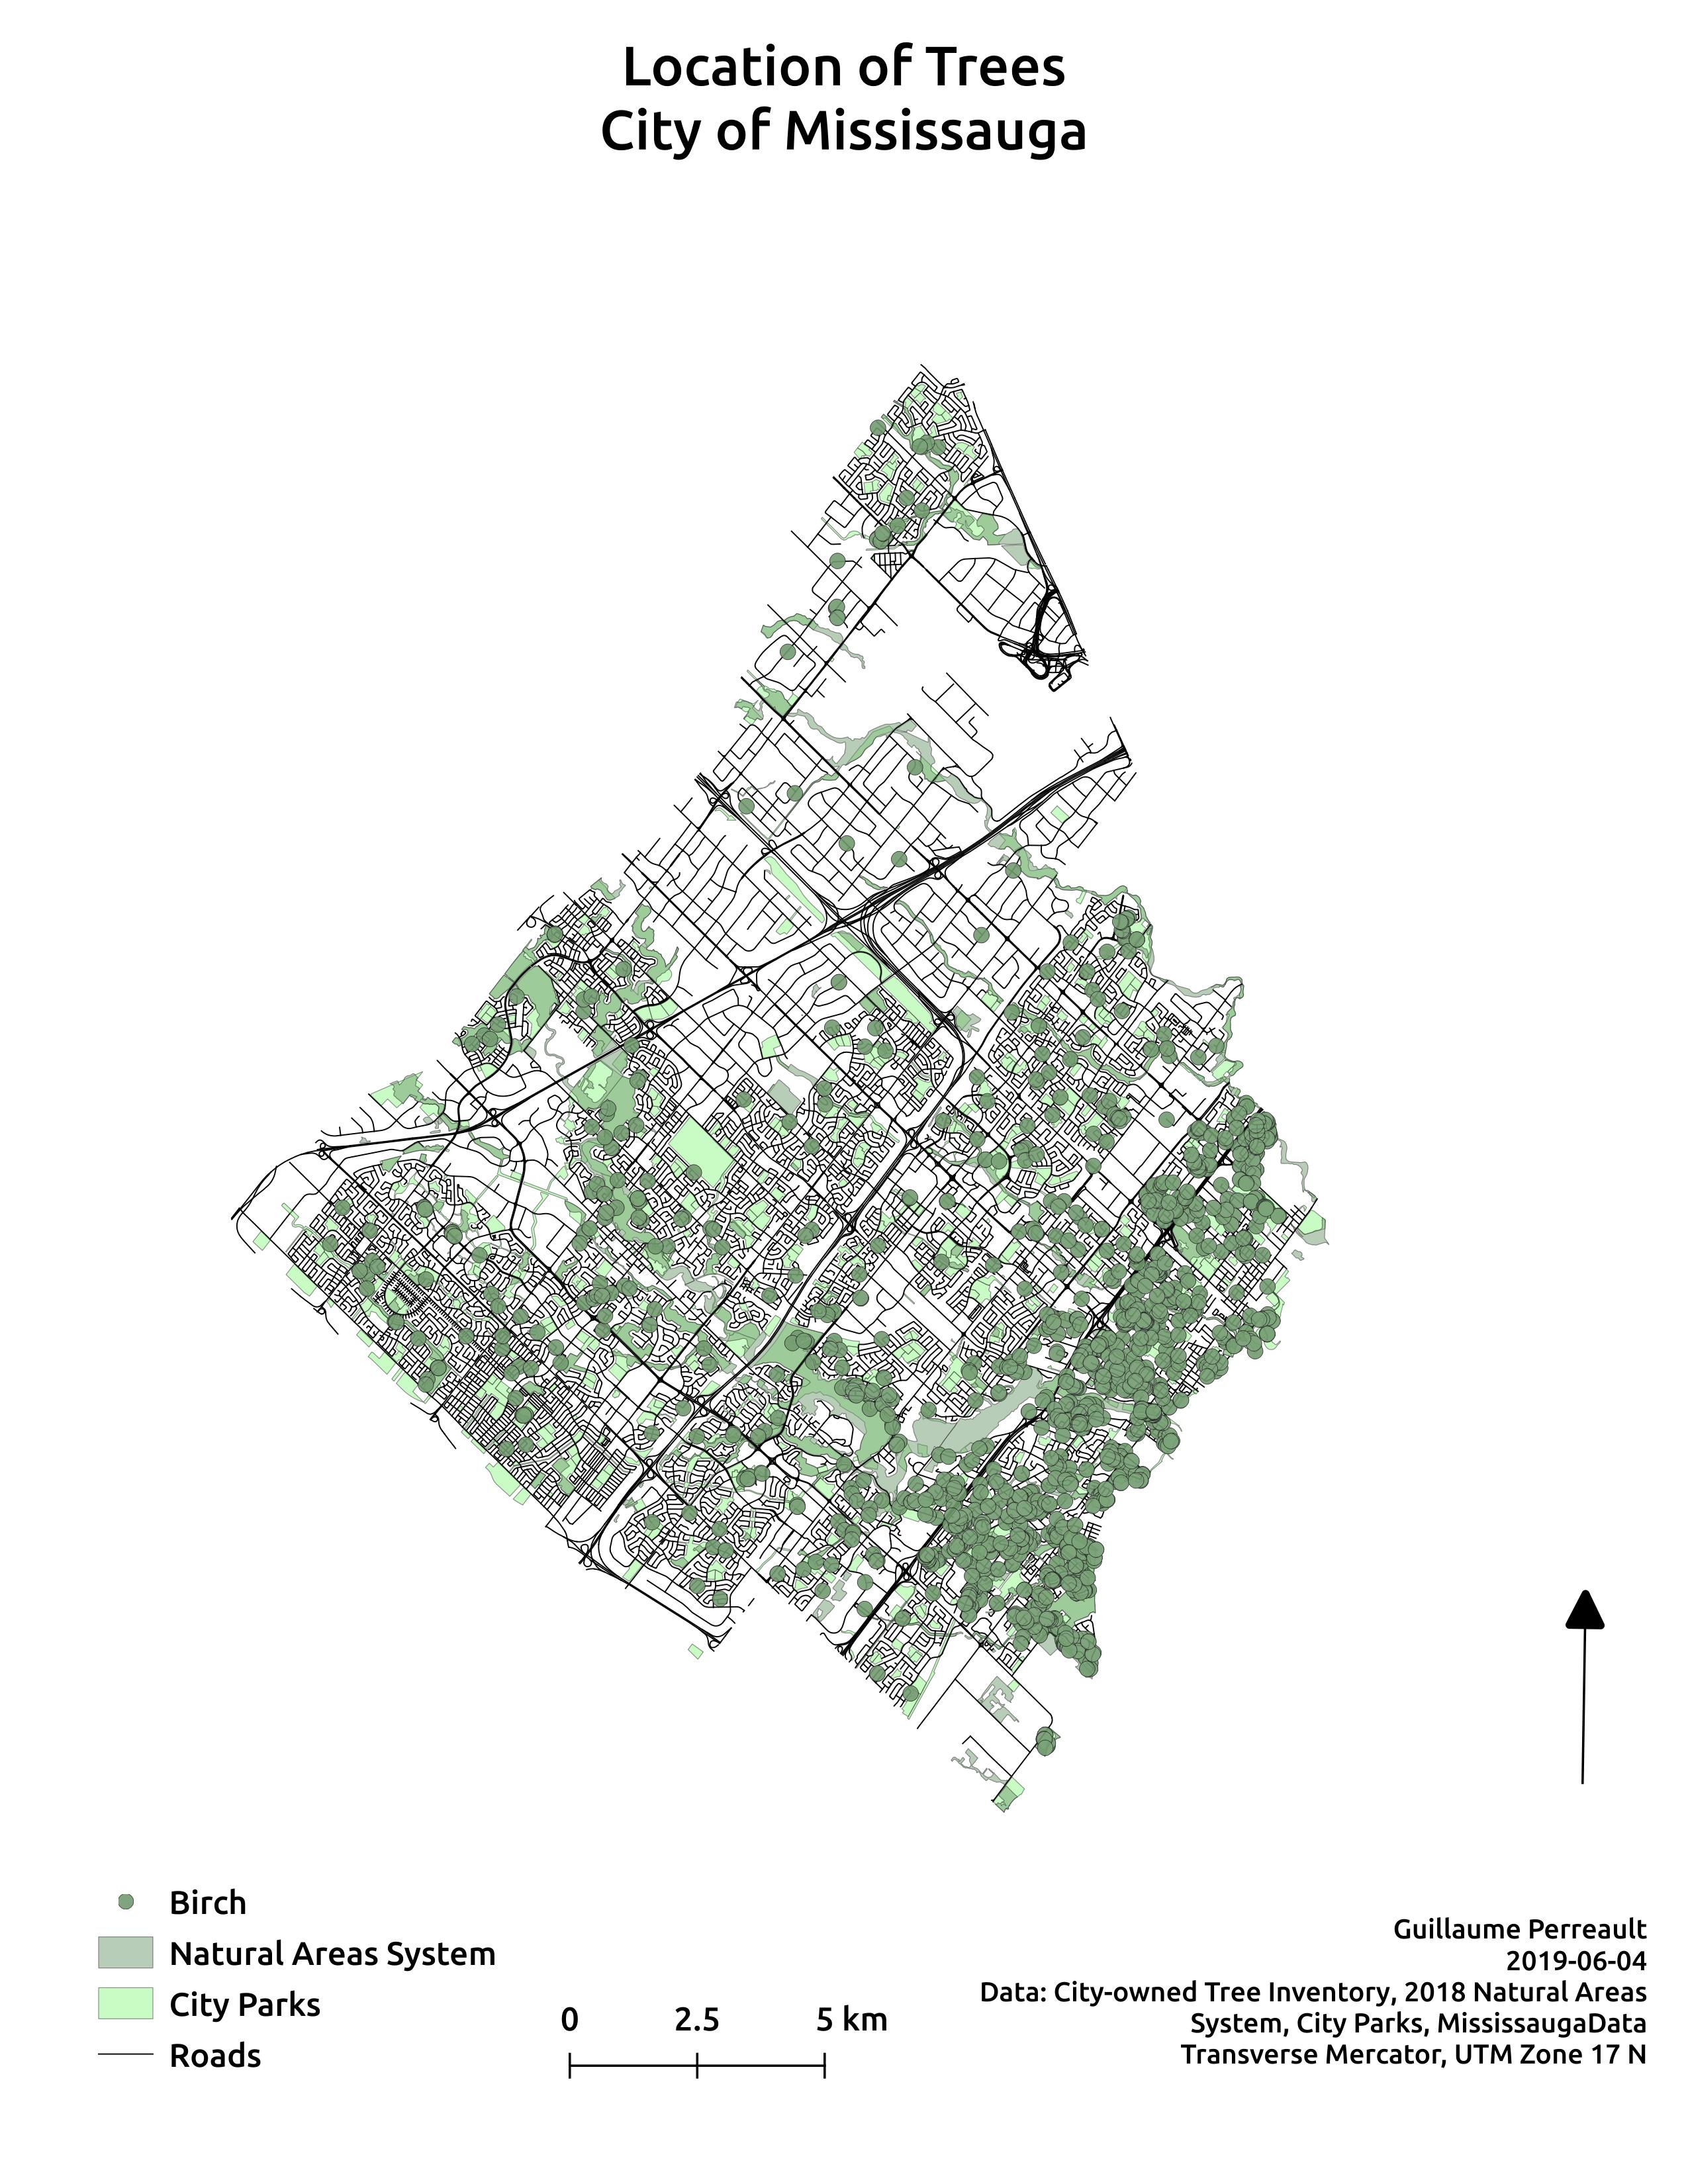 Location of Trees
City of Mississauga
Birch
Natural Areas System
City Parks
Roads
0 2.5 5 km
Guillaume Perreault
2019-06-04
Data: City-owned Tree Inventory, 2018 Natural Areas
System, City Parks, MississaugaData
Transverse Mercator, UTM Zone 17 N